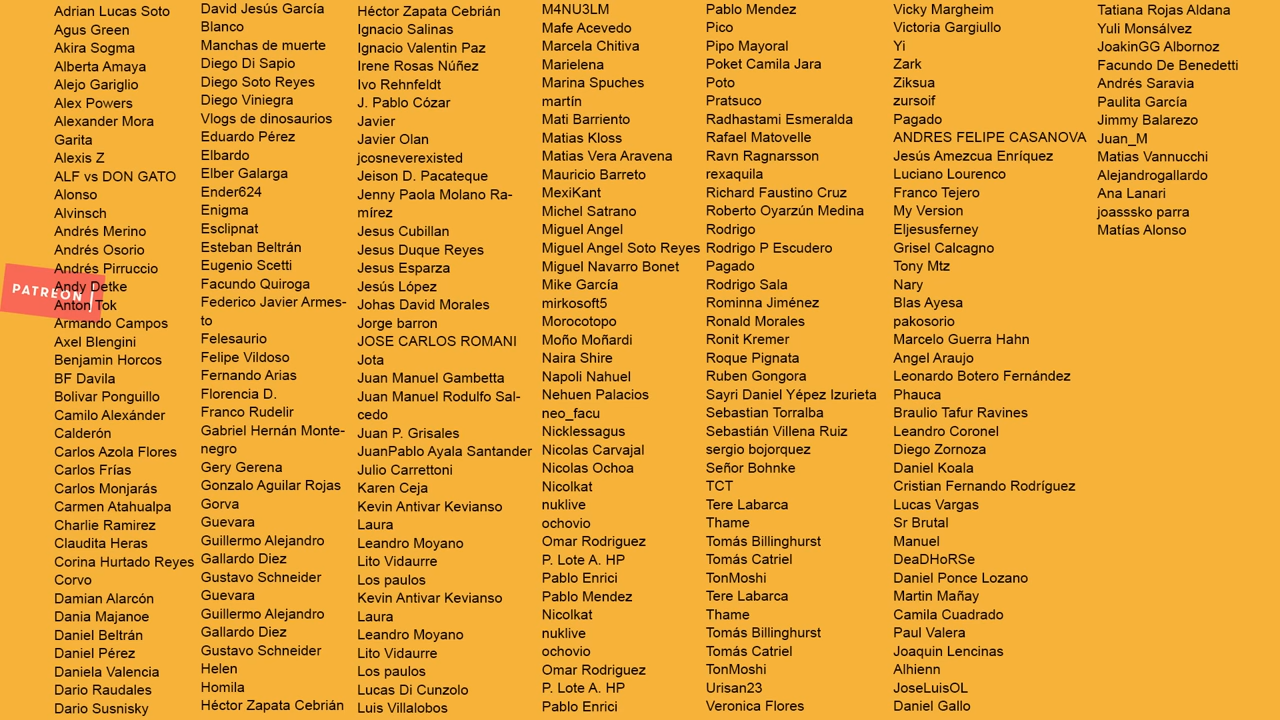 Adrian Lucas Soto
Agus Green
Akira Sogma
Alberta Amaya
Alejo Gariglio
Alex Powers
Alexander Mora
Garita
Alexis Z
ALF vs DON GATO
Alonso
Alvinsch
Andrés Merino
Andrés Osorio
Andrés Pirruccio
Andy Detke
Anton Tok
Armando Campos
Axel Blengini
Benjamin Horcos
BF Davila
Bolivar Ponguillo
Camilo Alexánder
Calderón
Carlos Azola Flores
Carlos Frías
Carlos Monjarás
Carmen Atahualpa
Charlie Ramirez
Claudita Heras
Corina Hurtado Reyes
Corvo
Damian Alarcón
Dania Majanoe
Daniel Beltrán
Daniel Pérez
Daniela Valencia
Dario Raudales
Dario Susnisky
PATREON
David Jesús García
Blanco
Manchas de muerte
Diego Di Sapio
Diego Soto Reyes
Diego Viniegra
Vlogs de dinosaurios
Eduardo Pérez
Elbardo
Elber Galarga
Ender624
Enigma
Esclipnat
Esteban Beltrán
Eugenio Scetti
Facundo Quiroga
Federico Javier Armes-
to
Felesaurio
Felipe Vildoso
Fernando Arias
Florencia D.
Franco Rudelir
Gabriel Hernán Monte-
negro
Gery Gerena
Gonzalo Aguilar Rojas
Gorva
Guevara
Guillermo Alejandro
Gallardo Diez
Gustavo Schneider
Guevara
Guillermo Alejandro
Gallardo Diez
Gustavo Schneider
Helen
Homila
Héctor Zapata Cebrián
Héctor Zapata Cebrián
Ignacio Salinas
Ignacio Valentin Paz
Irene Rosas Núñez
Ivo Rehnfeldt
J. Pablo Cózar
Javier
Javier Olan
jcosneverexisted
Jeison D. Pacateque
Jenny Paola Molano Ra-
mírez
Jesus Cubillan
Jesus Duque Reyes
Jesus Esparza
Jesús López
Johas David Morales
Jorge barron
JOSE CARLOS ROMANI
Jota
Juan Manuel Gambetta
Juan Manuel Rodulfo Sal-
cedo
Juan P. Grisales
JuanPablo Ayala Santander
Julio Carrettoni
Karen Ceja
Kevin Antivar Kevianso
Laura
Leandro Moyano
Lito Vidaurre
Los paulos
Kevin Antivar Kevianso
Laura
Leandro Moyano
Lito Vidaurre
Los paulos
Lucas Di Cunzolo
Luis Villalobos
M4NU3LM
Mafe Acevedo
Marcela Chitiva
Marielena
Marina Spuches
martín
Mati Barriento
Matias Kloss
Matias Vera Aravena
Mauricio Barreto
MexiKant
Michel Satrano
Miguel Angel
Miguel Angel Soto Reyes
Miguel Navarro Bonet
Mike García
mirkosoft5
Morocotopo
Moño Moñardi
Naira Shire
Napoli Nahuel
Nehuen Palacios
neo_facu
Nicklessagus
Nicolas Carvajal
Nicolas Ochoa
Nicolkat
nuklive
ochovio
Omar Rodriguez
P. Lote A. HP
Pablo Enrici
Pablo Mendez
Nicolkat
nuklive
ochovio
Omar Rodriguez
P. Lote A. HP
Pablo Enrici
Pablo Mendez
Pico
Pipo Mayoral
Poket Camila Jara
Poto
Pratsuco
Radhastami Esmeralda
Rafael Matovelle
Ravn Ragnarsson
rexaquila
Richard Faustino Cruz
Roberto Oyarzún Medina
Rodrigo
Rodrigo P Escudero
Pagado
Rodrigo Sala
Rominna Jiménez
Ronald Morales
Ronit Kremer
Roque Pignata
Ruben Gongora
Sayri Daniel Yépez Izurieta
Sebastian Torralba
Sebastián Villena Ruiz
sergio bojorquez
Señor Bohnke
TCT
Tere Labarca
Thame
Tomás Billinghurst
Tomás Catriel
TonMoshi
Tere Labarca
Thame
Tomás Billinghurst
Tomás Catriel
TonMoshi
Urisan23
Veronica Flores
Vicky Margheim
Victoria Gargiullo
Yi
Zark
Ziksua
zursoif
Pagado
ANDRES FELIPE CASANOVA
Jesús Amezcua Enríquez
Luciano Lourenco
Franco Tejero
My Version
Eljesusferney
Grisel Calcagno
Tony Mtz
Nary
Blas Ayesa
pakosorio
Marcelo Guerra Hahn
Angel Araujo
Leonardo Botero Fernández
Phauca
Braulio Tafur Ravines
Leandro Coronel
Diego Zornoza
Daniel Koala
Cristian Fernando Rodríguez
Lucas Vargas
Sr Brutal
Manuel
DeaDHoRSe
Daniel Ponce Lozano
Martin Mañay
Camila Cuadrado
Paul Valera
Joaquin Lencinas
Alhienn
JoseLuisOL
Daniel Gallo
Tatiana Rojas Aldana
Yuli Monsálvez
JoakinGG Albornoz
Facundo De Benedetti
Andrés Saravia
Paulita García
Jimmy Balarezo
Juan_M
Matias Vannucchi
Alejandrogallardo
Ana Lanari
joasssko parra
Matías Alonso